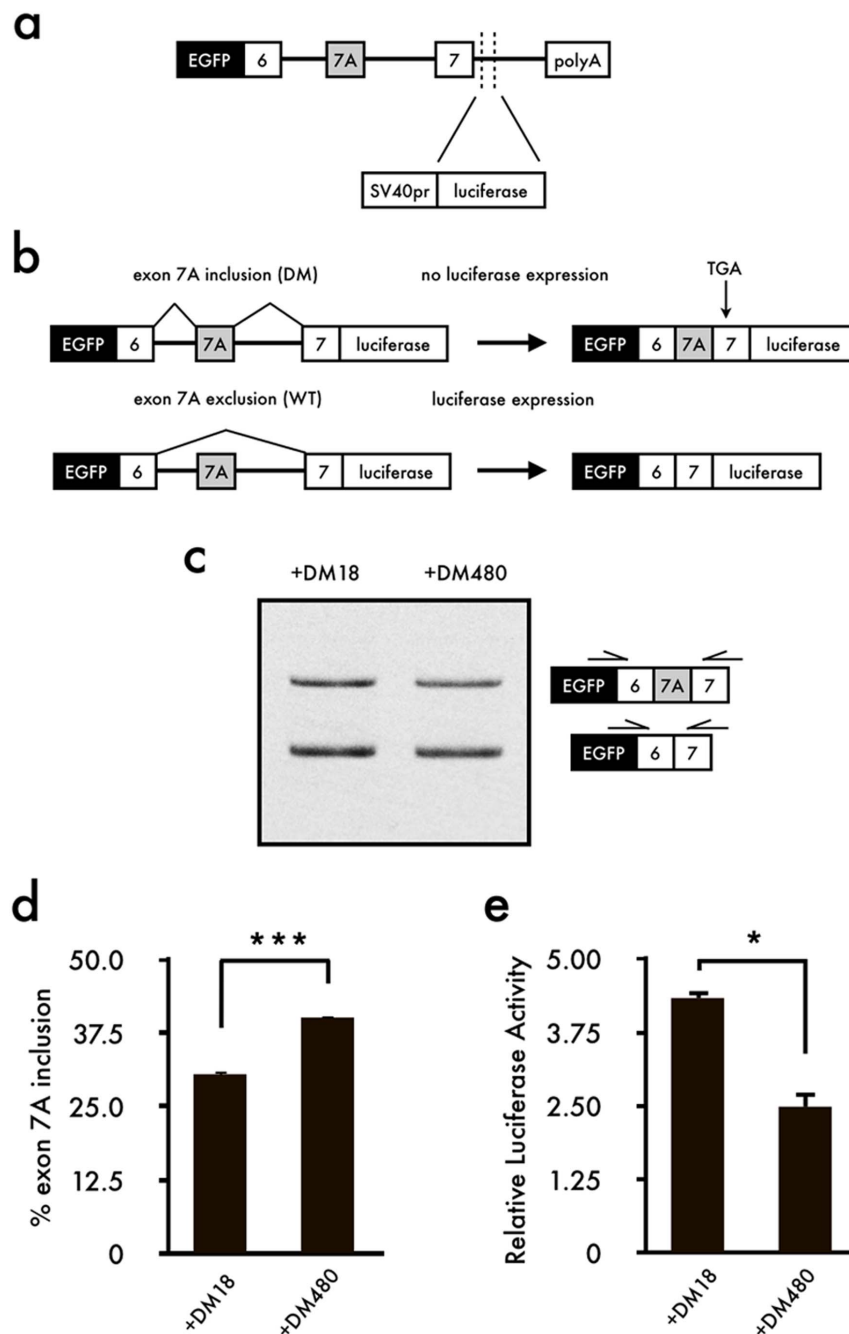 a
EGFP 6 7A 7 polyA
SV40pr luciferase
b
exon 7A inclusion (DM) no luciferase expression TGA
EGFP 6 7A 7 luciferase EGFP 6 7A 7 luciferase
exon 7A exclusion (WT) luciferase expression
EGFP 6 7A 7 luciferase EGFP 6 7 luciferase
c
+DM18 +DM480
EGFP 6 7A 7
EGFP 6 7
d
% exon 7A inclusion
***
50.0
37.5
25.0
12.5
0
+DM18 +DM480
e
Relative Luciferase Activity
*
5.00
3.75
2.50
1.25
0
+DM18 +DM480